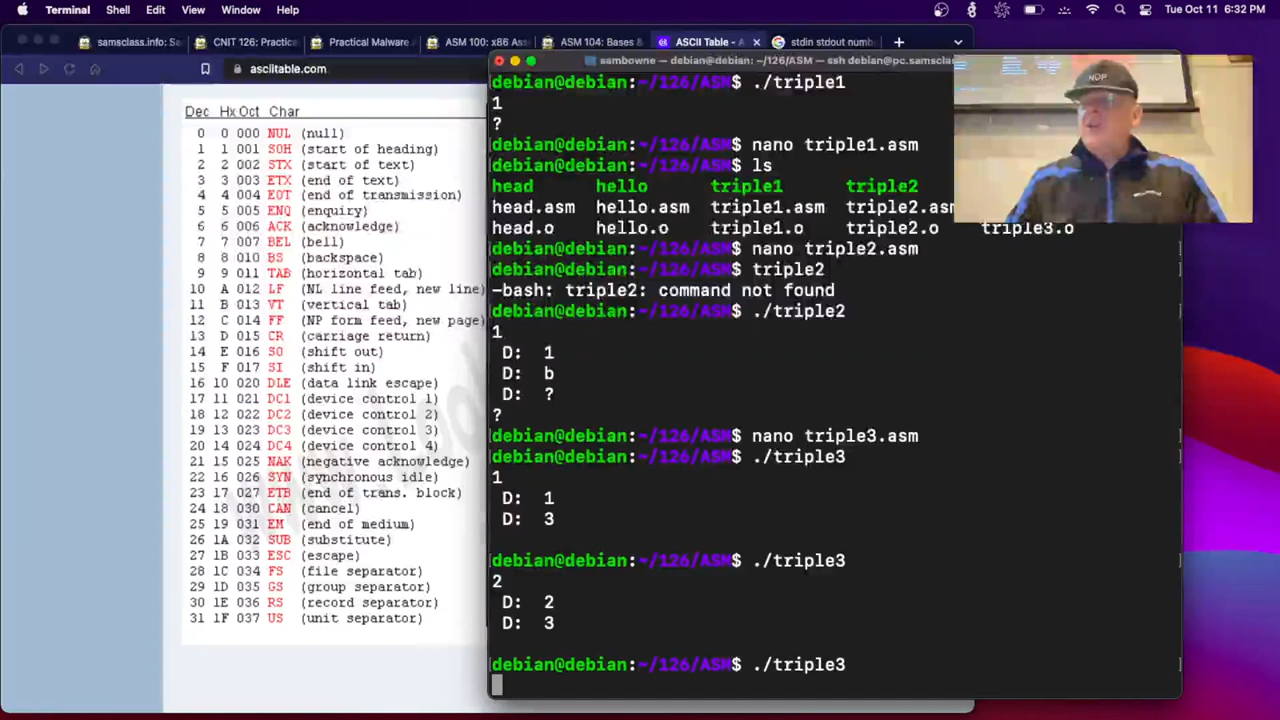 Terminal Shell Edit View Window Help
Tue Oct 11 6:32 PM
samsclass.info: Sa
CNIT 126: Practic
Practical Malware
ASM 100: x86 Ass
ASM 104: Bases &
ASCII Table - A
stdin stdout numb
asciitable.com
Dec Hx Oct Char
0 0 000 NUL (null)
1 1 001 SOH (start of heading)
2 2 002 STX (start of text)
3 3 003 ETX (end of text)
4 4 004 EOT (end of transmission)
5 5 005 ENQ (enquiry)
6 6 006 ACK (acknowledge)
7 7 007 BEL (bell)
8 8 010 BS (backspace)
9 9 011 TAB (horizontal tab)
10 A 012 LF (NL line feed, new line)
11 B 013 VT (vertical tab)
12 C 014 FF (NP form feed, new page)
13 D 015 CR (carriage return)
14 E 016 SO (shift out)
15 F 017 SI (shift in)
16 10 020 DLE (data link escape)
17 11 021 DC1 (device control 1)
18 12 022 DC2 (device control 2)
19 13 023 DC3 (device control 3)
20 14 024 DC4 (device control 4)
21 15 025 NAK (negative acknowledge)
22 16 026 SYN (synchronous idle)
23 17 027 ETB (end of trans. block)
24 18 030 CAN (cancel)
25 19 031 EM (end of medium)
26 1A 032 SUB (substitute)
27 1B 033 ESC (escape)
28 1C 034 FS (file separator)
29 1D 035 GS (group separator)
30 1E 036 RS (record separator)
31 1F 037 US (unit separator)
sambowne — debian@debian: ~/126/ASM — ssh debian@pc.samsclas
debian@debian:~/126/ASM$ ./triple1
1
?
debian@debian:~/126/ASM$ nano triple1.asm
debian@debian:~/126/ASM$ ls
head hello triple1 triple2
head.asm hello.asm triple1.asm triple2.asm
head.o hello.o triple1.o triple2.o triple3.o
debian@debian:~/126/ASM$ nano triple2.asm
debian@debian:~/126/ASM$ triple2
-bash: triple2: command not found
debian@debian:~/126/ASM$ ./triple2
1
D: 1
D: b
D: ?
?
debian@debian:~/126/ASM$ nano triple3.asm
debian@debian:~/126/ASM$ ./triple3
1
D: 1
D: 3
debian@debian:~/126/ASM$ ./triple3
2
D: 2
D: 3
debian@debian:~/126/ASM$ ./triple3
NOP